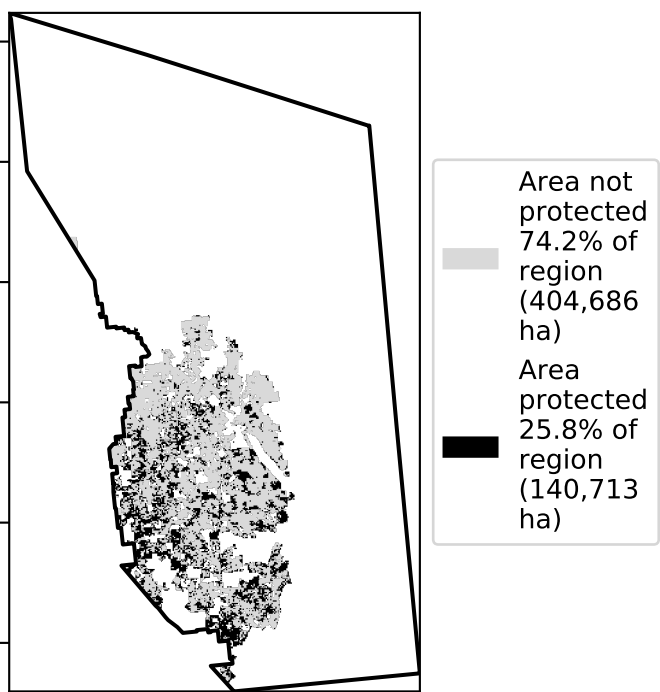 Area not
protected
74.2% of
region
(404,686
ha)
Area
protected
25.8% of
region
(140,713
ha)